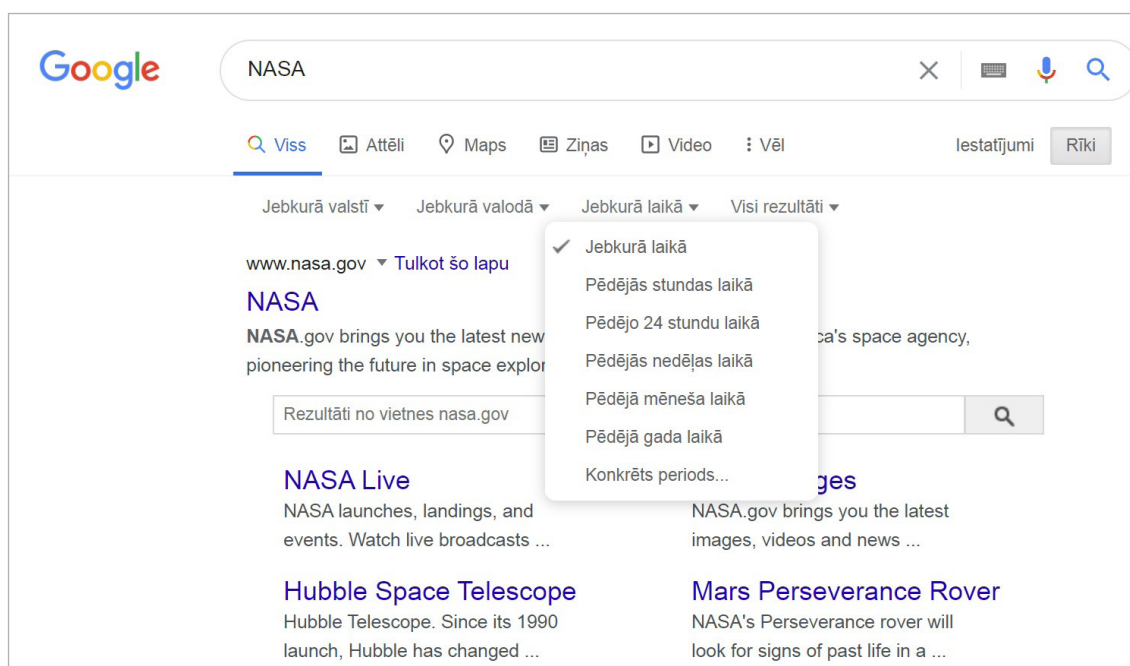 Google
NASA
Viss Attēli Maps Ziņas Video Vēl Iestatījumi Rīki
Jebkurā valstī Jebkurā valodā Jebkurā laikā Visi rezultāti
Jebkurā laikā
Pēdējās stundas laikā
Pēdējo 24 stundu laikā
Pēdējās nedēļas laikā
Pēdējā mēneša laikā
Pēdējā gada laikā
Konkrēts periods...
www.nasa.gov Tulkot šo lapu
NASA
NASA.gov brings you the latest new ca's space agency,
pioneering the future in space explor
Rezultāti no vietnes nasa.gov
NASA Live
NASA launches, landings, and
events. Watch live broadcasts ...
ges
NASA.gov brings you the latest
images, videos and news ...
Hubble Space Telescope
Hubble Telescope. Since its 1990
launch, Hubble has changed ...
Mars Perseverance Rover
NASA's Perseverance rover will
look for signs of past life in a ...